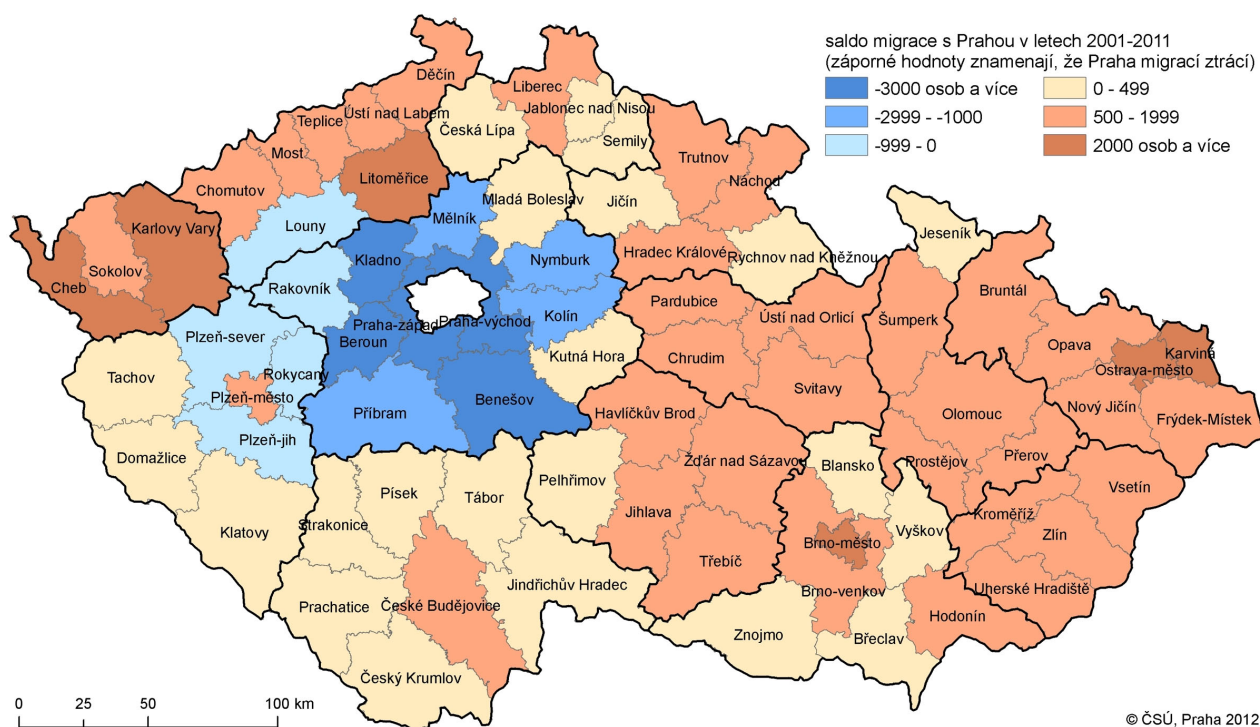 saldo migrace s Prahou v letech 2001-2011
(záporné hodnoty znamenají, že Praha migrací ztrácí)
-3000 osob a více
0 - 499
-2999 - -1000
500 - 1999
-999 - 0
2000 osob a více
Děčín
Liberec
Ústí nad Labem
Teplice
Jablonec nad Nisou
Česká Lípa
Semily
Most
Trutnov
Chomutov
Litoměřice
Náchod
Mladá Boleslav
Jičín
Mělník
Louny
Karlovy Vary
Jeseník
Hradec Králové
Rychnov nad Kněžnou
Kladno
Nymburk
Sokolov
Cheb
Rakovník
Bruntál
Pardubice
Kolín
Ústí nad Orlicí
Šumperk
Praha-západ
Praha-východ
Plzeň-sever
Beroun
Opava
Karviná
Kutná Hora
Chrudim
Ostrava-město
Rokycany
Tachov
Svitavy
Plzeň-město
Benešov
Příbram
Havlíčkův Brod
Nový Jičín
Olomouc
Frýdek-Místek
Plzeň-jih
Domažlice
Žďár nad Sázavou
Blansko
Přerov
Prostějov
Pelhřimov
Vsetín
Písek
Tábor
Jihlava
Kroměříž
Strakonice
Klatovy
Vyškov
Zlín
Brno-město
Třebíč
Jindřichův Hradec
Uherské Hradiště
Brno-venkov
Prachatice
České Budějovice
Hodonín
Znojmo
Břeclav
Český Krumlov
0 25 50 100 km
© ČSÚ, Praha 2012